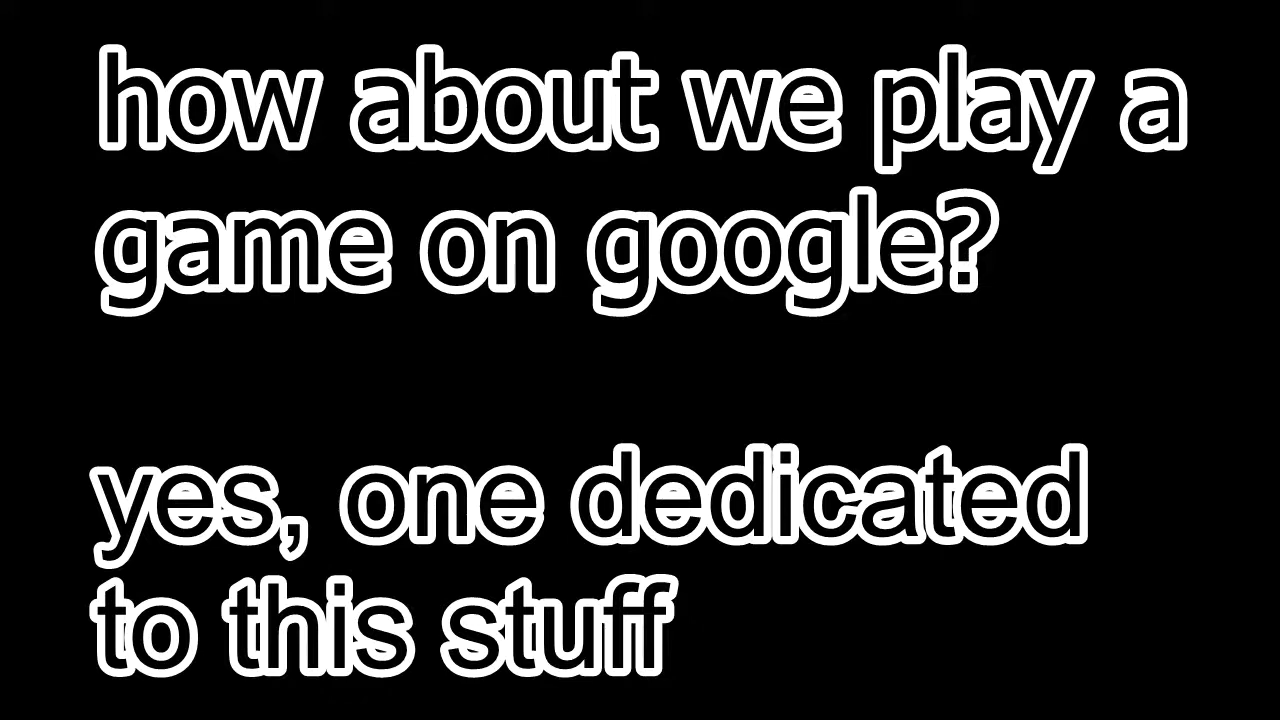 how about we play a
game on google?
yes, one dedicated
to this stuff